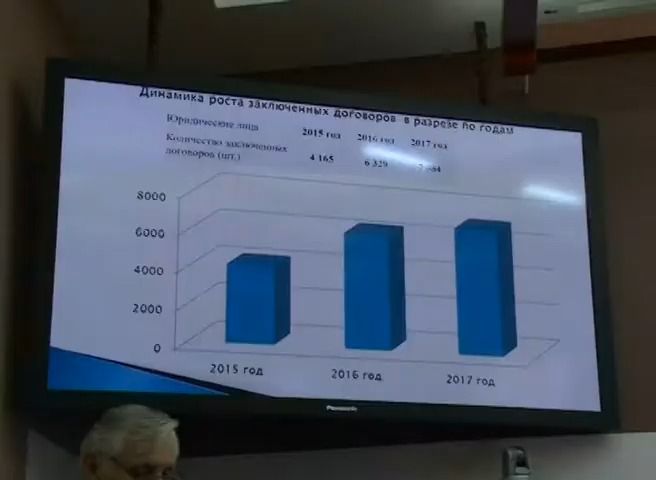 Динамика роста заключенных договоров в разрезе по годам
Юридические лица 2015 год 2016 год 2017 год
Количество заключенных
договоров (шт.) 4 165 6 329
8000
6000
4000
2000
0
2015 год 2016 год 2017 год
Panasonic